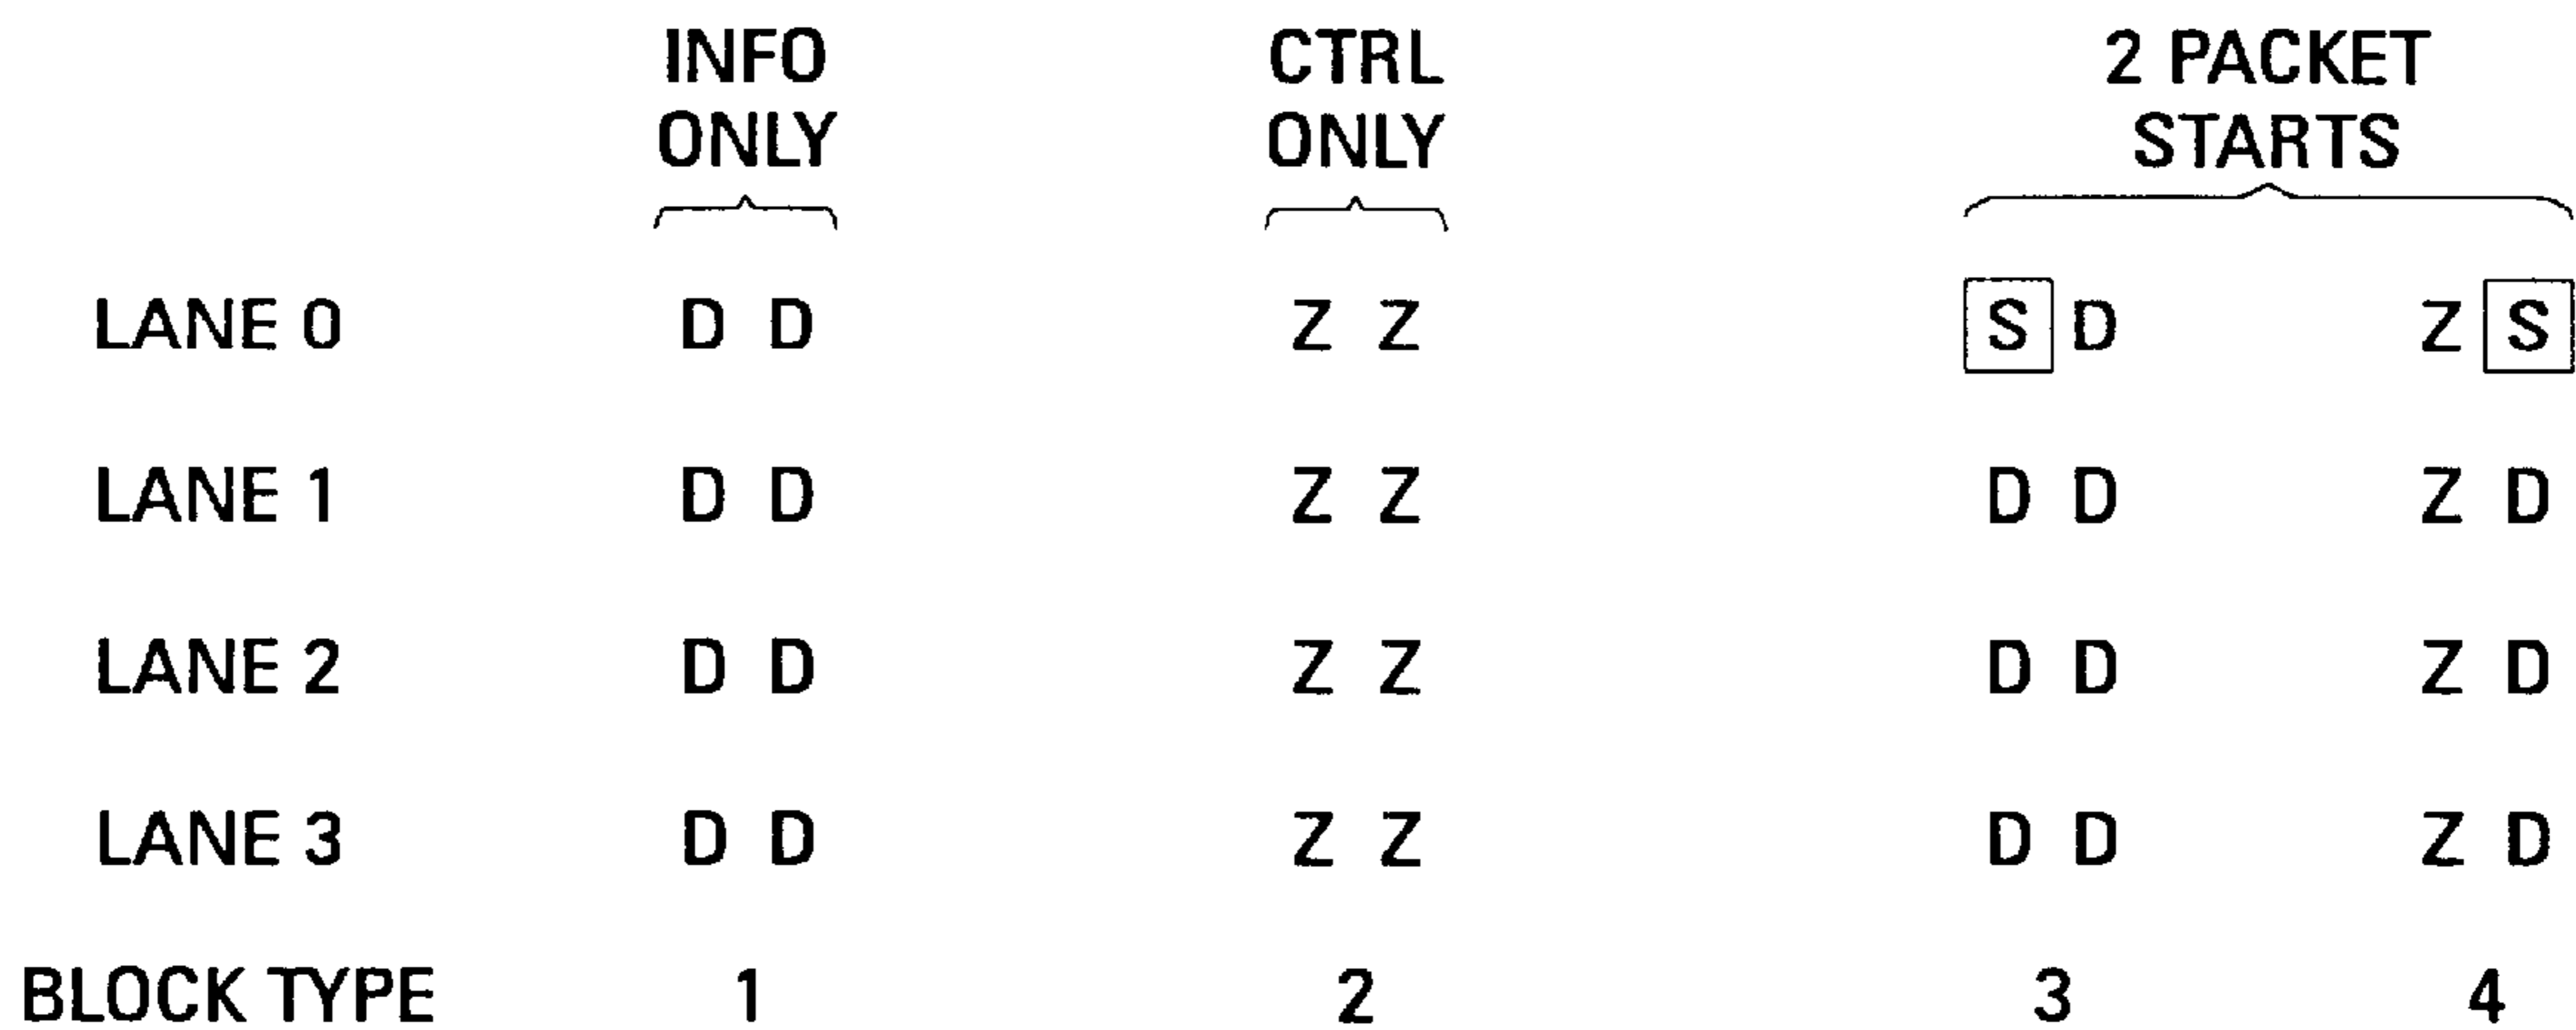 INFO ONLY CTRL ONLY 2 PACKET STARTS
LANE 0 D D Z Z S D Z S
LANE 1 D D Z Z D D Z D
LANE 2 D D Z Z D D Z D
LANE 3 D D Z Z D D Z D
BLOCK TYPE 1 2 3 4